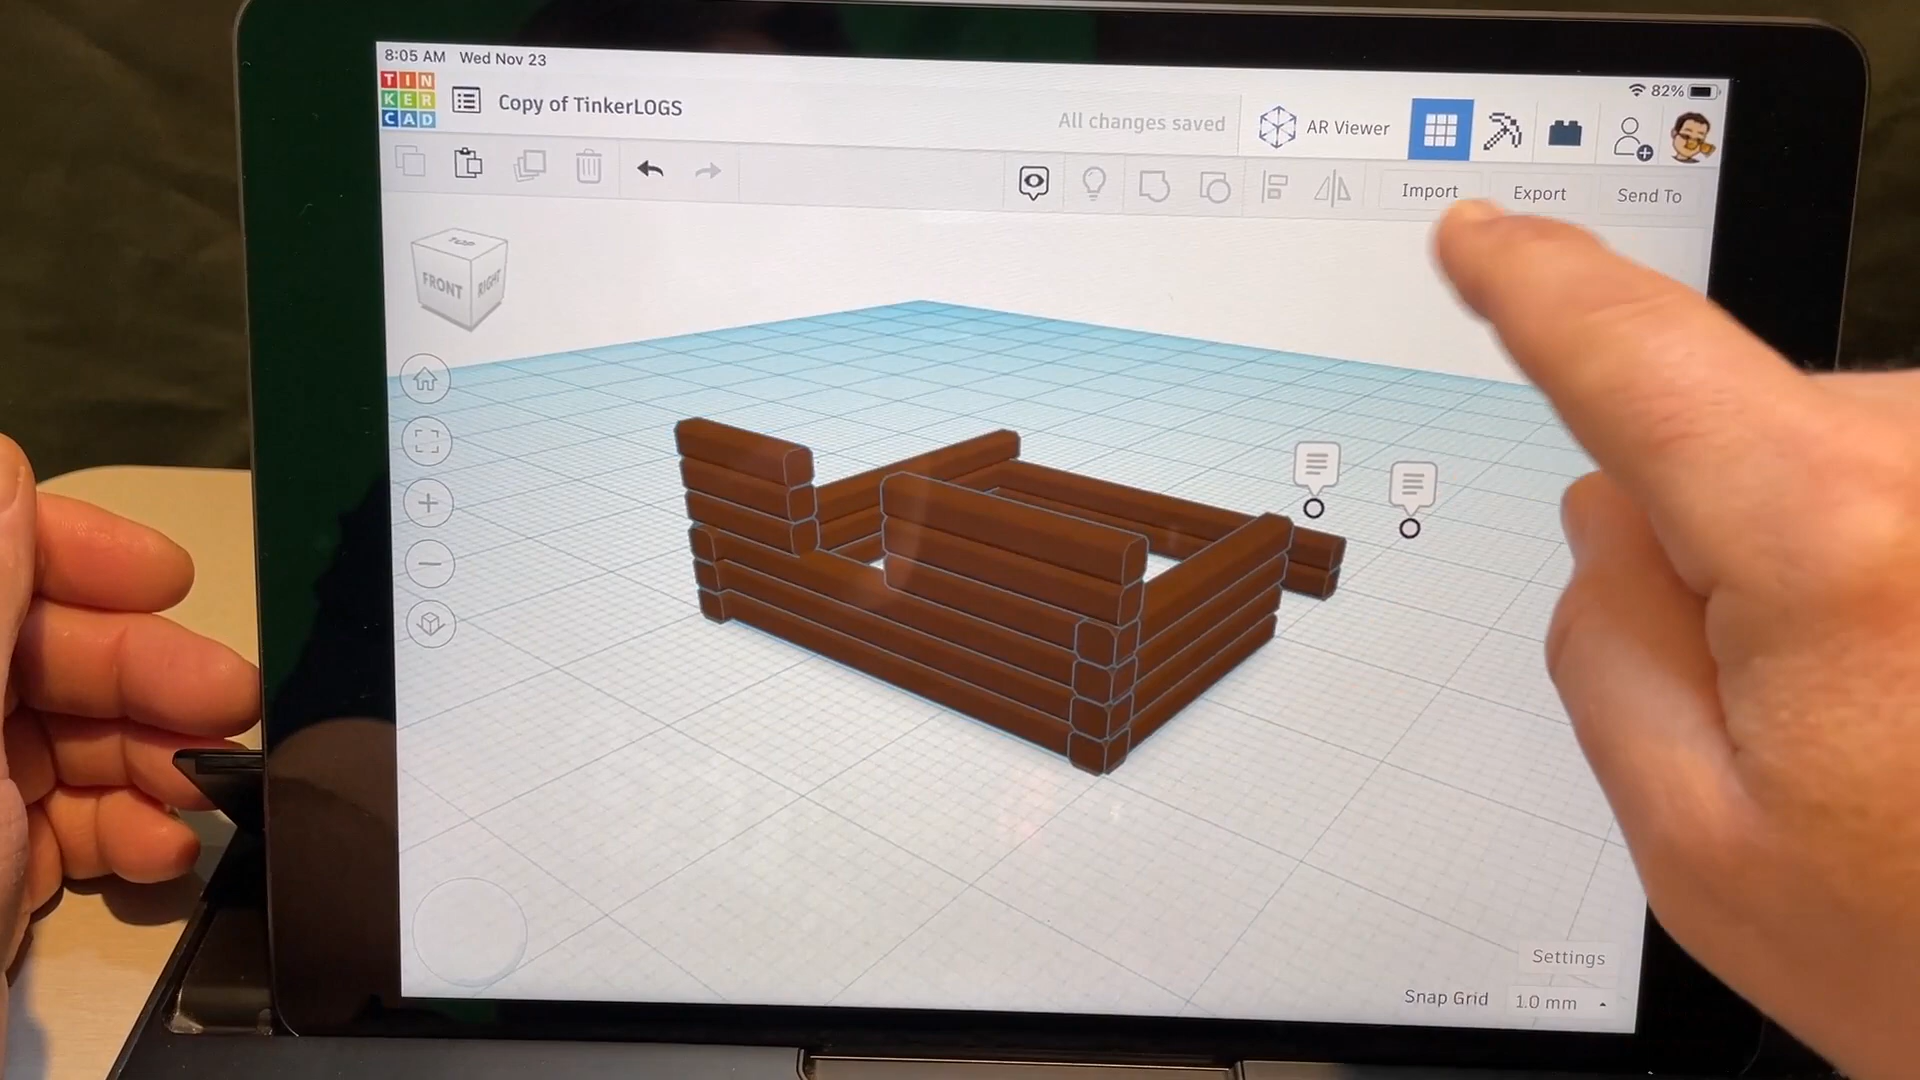 8:05 AM Wed Nov 23
82%
TIN
KER
CAD
Copy of TinkerLOGS
All changes saved
AR Viewer
Import
Export
Send To
TOP
FRONT
RIGHT
Settings
Snap Grid 1.0 mm